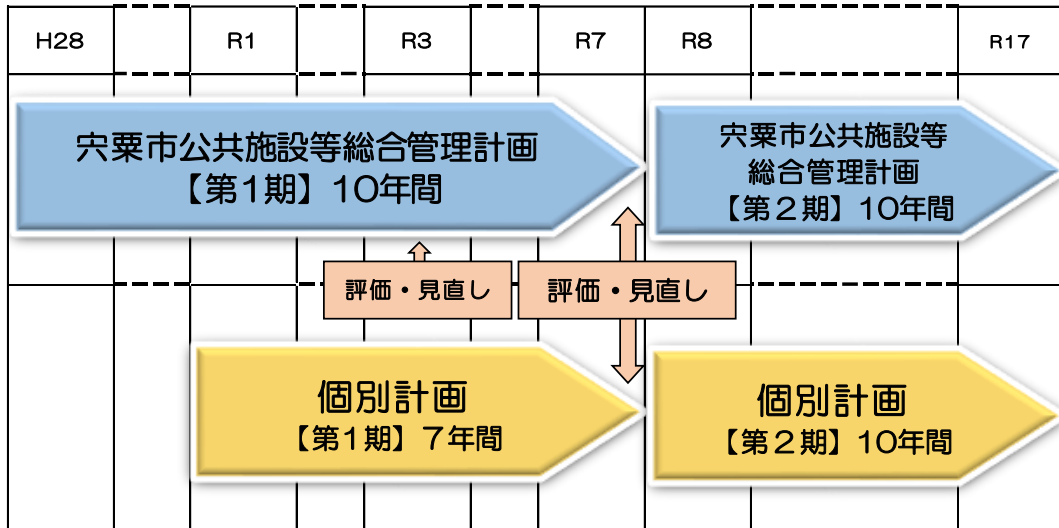 H28 R1 R3 R7 R8 R17
宍粟市公共施設等総合管理計画
【第1期】10年間
宍粟市公共施設等
総合管理計画
【第２期】10年間
評価・見直し
評価・見直し
個別計画
【第1期】７年間
個別計画
【第２期】10年間